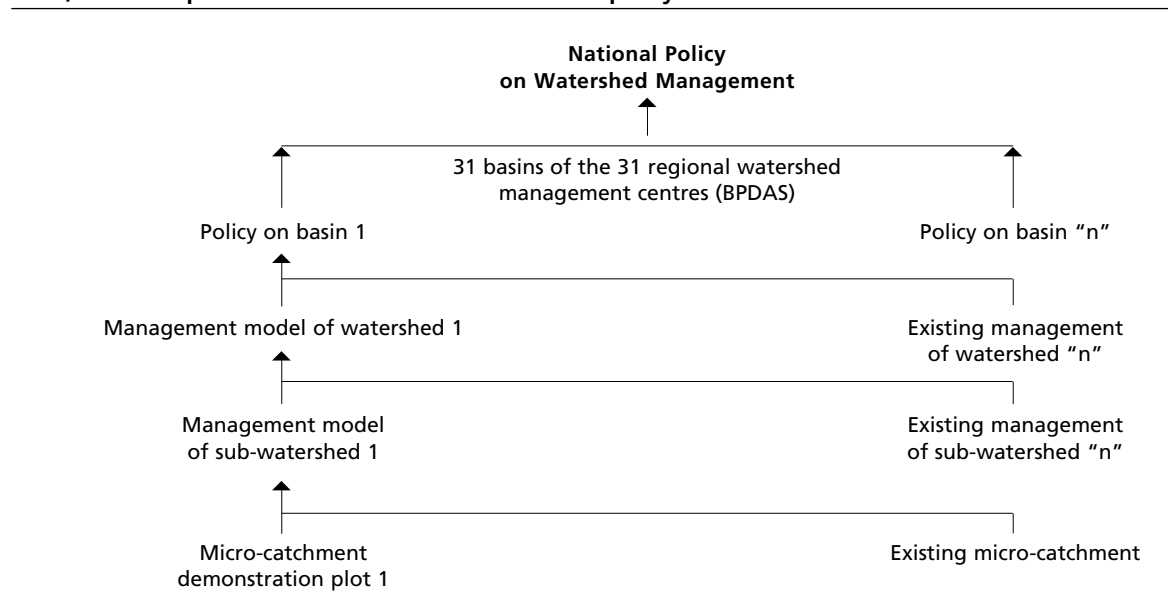 National Policy
on Watershed Management
31 basins of the 31 regional watershed
management centres (BPDAS)
Policy on basin 1
Policy on basin “n”
Management model of watershed 1
Existing management
of watershed “n”
Management model
of sub-watershed 1
Existing management
of sub-watershed “n”
Micro-catchment
demonstration plot 1
Existing micro-catchment